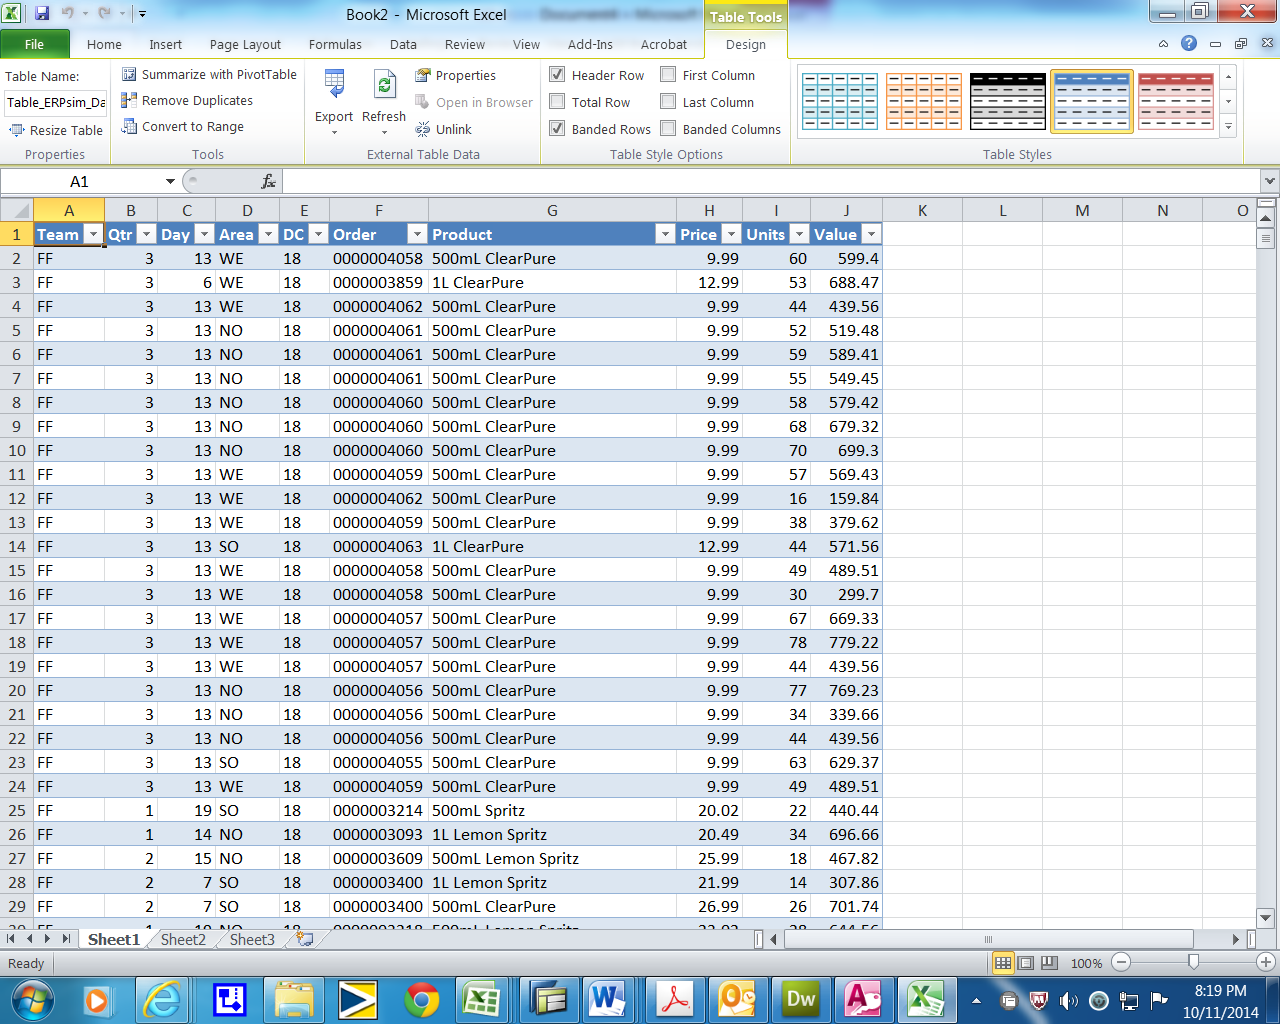 Book2 - Microsoft Excel
Table Tools
File Home Insert Page Layout Formulas Data Review View Add-Ins Acrobat Design
Table Name:
Table_ERPsim_Da
Resize Table
Properties
Summarize with PivotTable
Remove Duplicates
Convert to Range
Tools
Export Refresh
Properties
Open in Browser
Unlink
External Table Data
Header Row First Column
Total Row Last Column
Banded Rows Banded Columns
Table Style Options
Table Styles
A1 fx
A B C D E F G H I J K L M N O
1 Team Qtr Day Area DC Order Product Price Units Value
2 FF 3 13 WE 18 0000004058 500mL ClearPure 9.99 60 599.4
3 FF 3 6 WE 18 0000003859 1L ClearPure 12.99 53 688.47
4 FF 3 13 WE 18 0000004062 500mL ClearPure 9.99 44 439.56
5 FF 3 13 NO 18 0000004061 500mL ClearPure 9.99 52 519.48
6 FF 3 13 NO 18 0000004061 500mL ClearPure 9.99 59 589.41
7 FF 3 13 NO 18 0000004061 500mL ClearPure 9.99 55 549.45
8 FF 3 13 NO 18 0000004060 500mL ClearPure 9.99 58 579.42
9 FF 3 13 NO 18 0000004060 500mL ClearPure 9.99 68 679.32
10 FF 3 13 NO 18 0000004060 500mL ClearPure 9.99 70 699.3
11 FF 3 13 WE 18 0000004059 500mL ClearPure 9.99 57 569.43
12 FF 3 13 WE 18 0000004062 500mL ClearPure 9.99 16 159.84
13 FF 3 13 WE 18 0000004059 500mL ClearPure 9.99 38 379.62
14 FF 3 13 SO 18 0000004063 1L ClearPure 12.99 44 571.56
15 FF 3 13 WE 18 0000004058 500mL ClearPure 9.99 49 489.51
16 FF 3 13 WE 18 0000004058 500mL ClearPure 9.99 30 299.7
17 FF 3 13 WE 18 0000004057 500mL ClearPure 9.99 67 669.33
18 FF 3 13 WE 18 0000004057 500mL ClearPure 9.99 78 779.22
19 FF 3 13 WE 18 0000004057 500mL ClearPure 9.99 44 439.56
20 FF 3 13 NO 18 0000004056 500mL ClearPure 9.99 77 769.23
21 FF 3 13 NO 18 0000004056 500mL ClearPure 9.99 34 339.66
22 FF 3 13 NO 18 0000004056 500mL ClearPure 9.99 44 439.56
23 FF 3 13 SO 18 0000004055 500mL ClearPure 9.99 63 629.37
24 FF 3 13 WE 18 0000004059 500mL ClearPure 9.99 49 489.51
25 FF 1 19 SO 18 0000003214 500mL Spritz 20.02 22 440.44
26 FF 1 14 NO 18 0000003093 1L Lemon Spritz 20.49 34 696.66
27 FF 2 15 NO 18 0000003609 500mL Lemon Spritz 25.99 18 467.82
28 FF 2 7 SO 18 0000003400 1L Lemon Spritz 21.99 14 307.86
29 FF 2 7 SO 18 0000003400 500mL ClearPure 26.99 26 701.74
Sheet1 Sheet2 Sheet3
Ready 100%
Dw
8:19 PM
10/11/2014